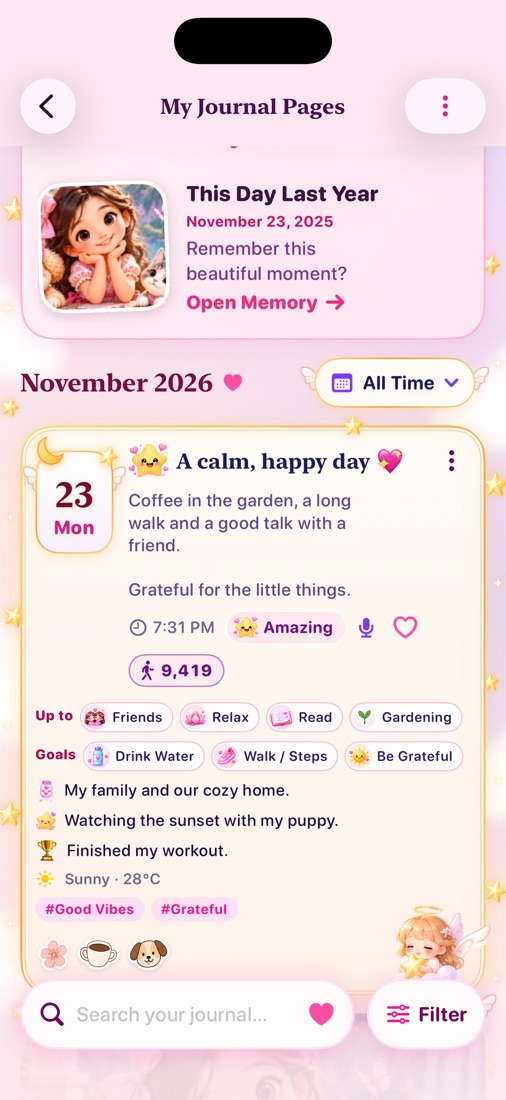 My Journal Pages
This Day Last Year
November 23, 2025
Remember this
beautiful moment?
Open Memory →
November 2026
All Time
23
Mon
A calm, happy day
Coffee in the garden, a long
walk and a good talk with a
friend.
Grateful for the little things.
7:31 PM
Amazing
9,419
Up to
Friends
Relax
Read
Gardening
Goals
Drink Water
Walk / Steps
Be Grateful
My family and our cozy home.
Watching the sunset with my puppy.
Finished my workout.
Sunny · 28°C
#Good Vibes
#Grateful
Search your journal...
Filter